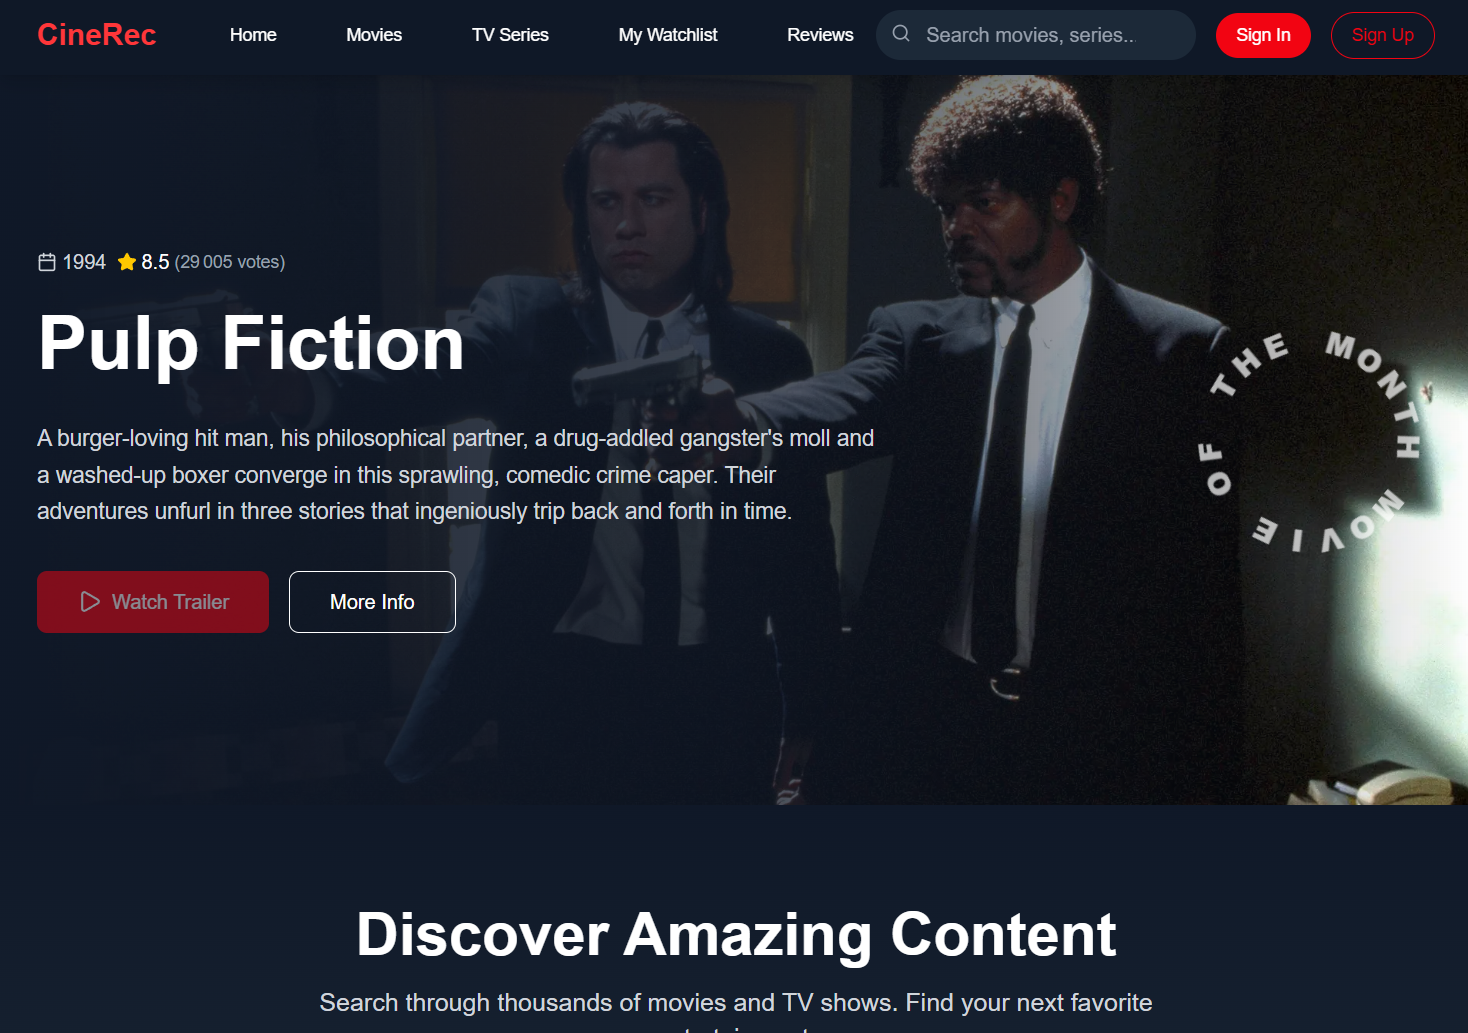 CineRec
Home
Movies
TV Series
My Watchlist
Reviews
Search movies, series...
Sign In
Sign Up
1994
8.5 (29 005 votes)
Pulp Fiction
A burger-loving hit man, his philosophical partner, a drug-addled gangster's moll and
a washed-up boxer converge in this sprawling, comedic crime caper. Their
adventures unfurl in three stories that ingeniously trip back and forth in time.
Watch Trailer
More Info
MOVIE OF THE MONTH
Discover Amazing Content
Search through thousands of movies and TV shows. Find your next favorite